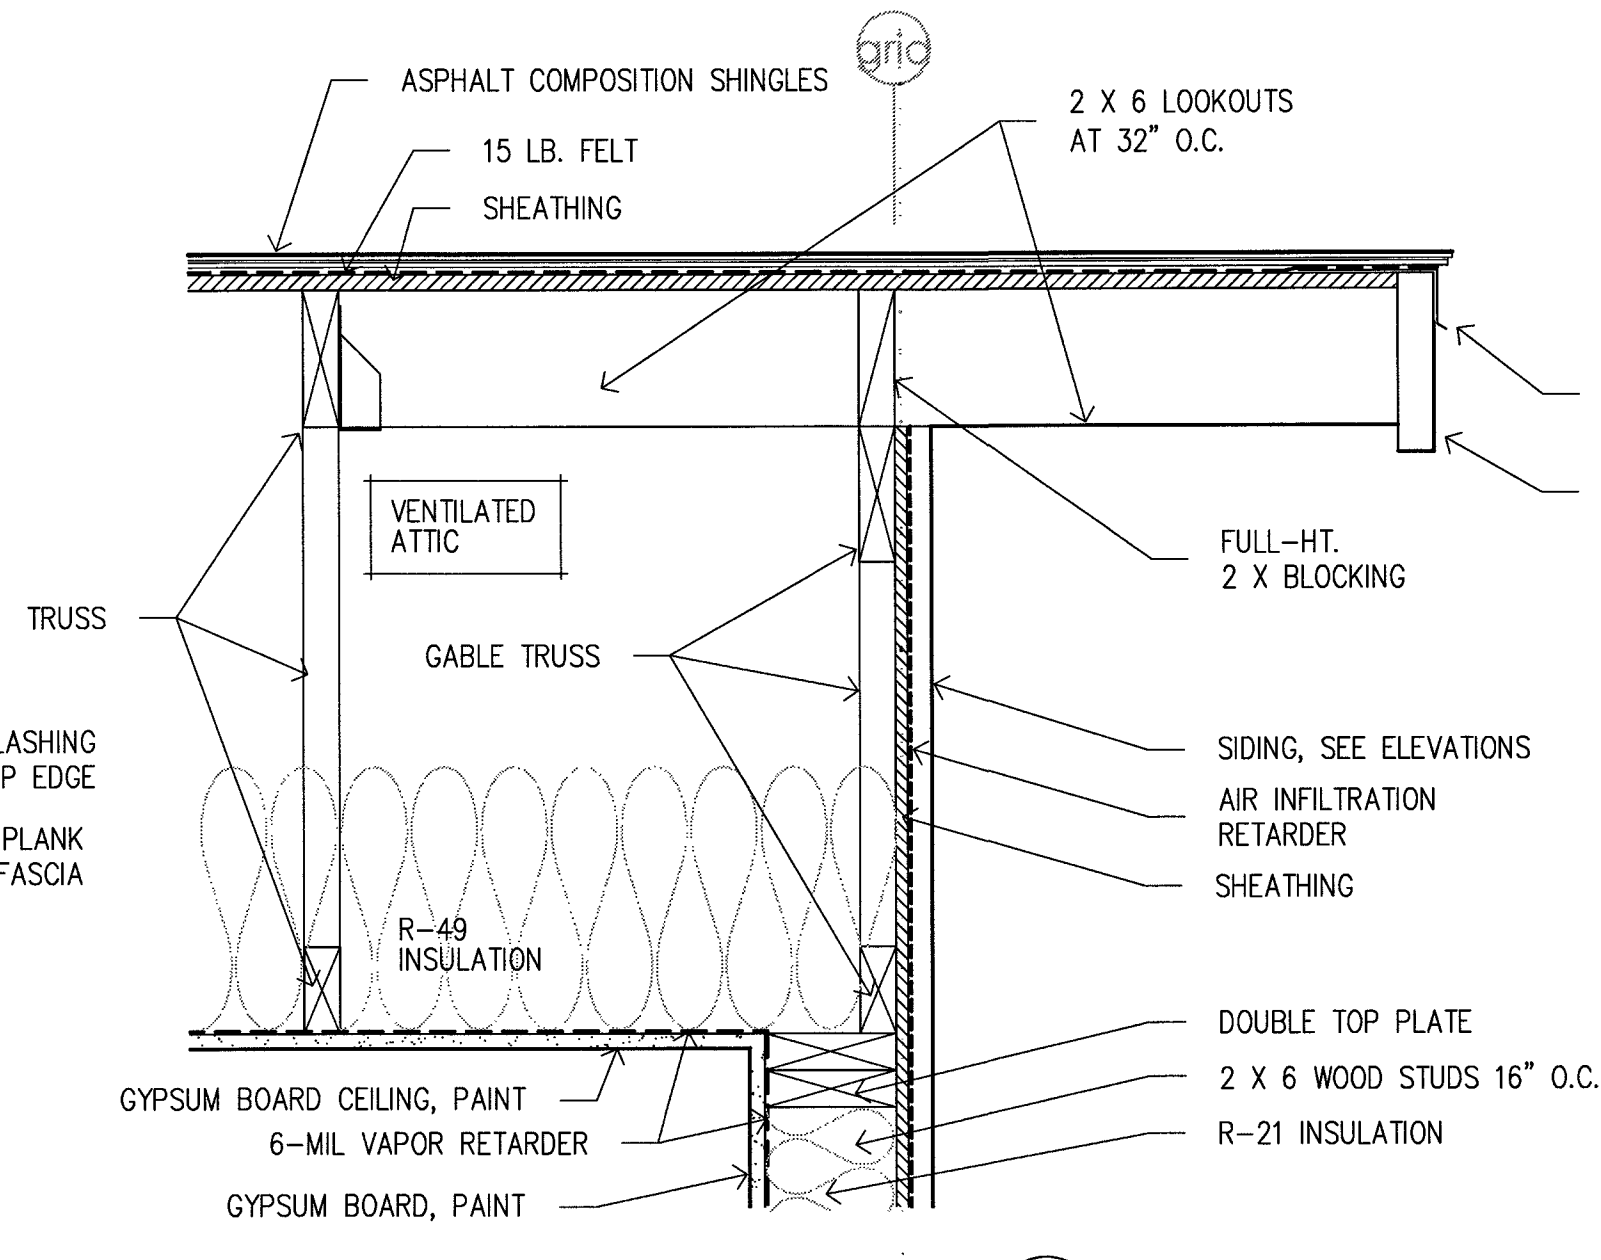 grid
ASPHALT COMPOSITION SHINGLES
2 X 6 LOOKOUTS
AT 32" O.C.
15 LB. FELT
SHEATHING
VENTILATED
ATTIC
FULL-HT.
2 X BLOCKING
TRUSS
GABLE TRUSS
LASHING
P EDGE
PLANK
FASCIA
SIDING, SEE ELEVATIONS
AIR INFILTRATION
RETARDER
SHEATHING
R-49
INSULATION
DOUBLE TOP PLATE
2 X 6 WOOD STUDS 16" O.C.
R-21 INSULATION
GYPSUM BOARD CEILING, PAINT
6-MIL VAPOR RETARDER
GYPSUM BOARD, PAINT